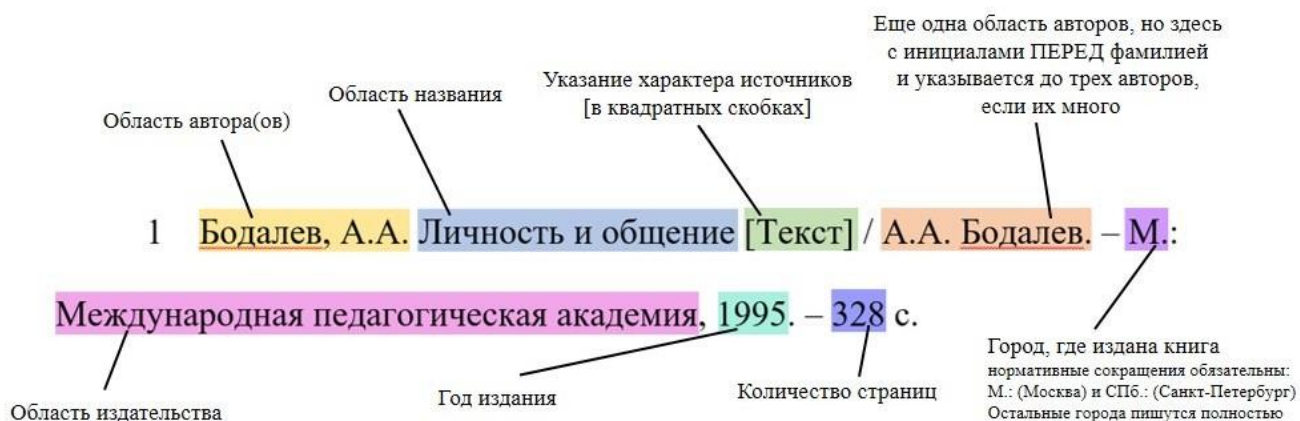 Еще одна область авторов, но здесь
с инициалами ПЕРЕД фамилией
и указывается до трех авторов,
если их много
Указание характера источников
[в квадратных скобках]
Область названия
Область автора(ов)
1 Бодалев, А.А. Личность и общение [Текст] / А.А. Бодалев. – М.:
Международная педагогическая академия, 1995. – 328 с.
Город, где издана книга
нормативные сокращения обязательны:
М.: (Москва) и СПб.: (Санкт-Петербург)
Остальные города пишутся полностью
Количество страниц
Год издания
Область издательства